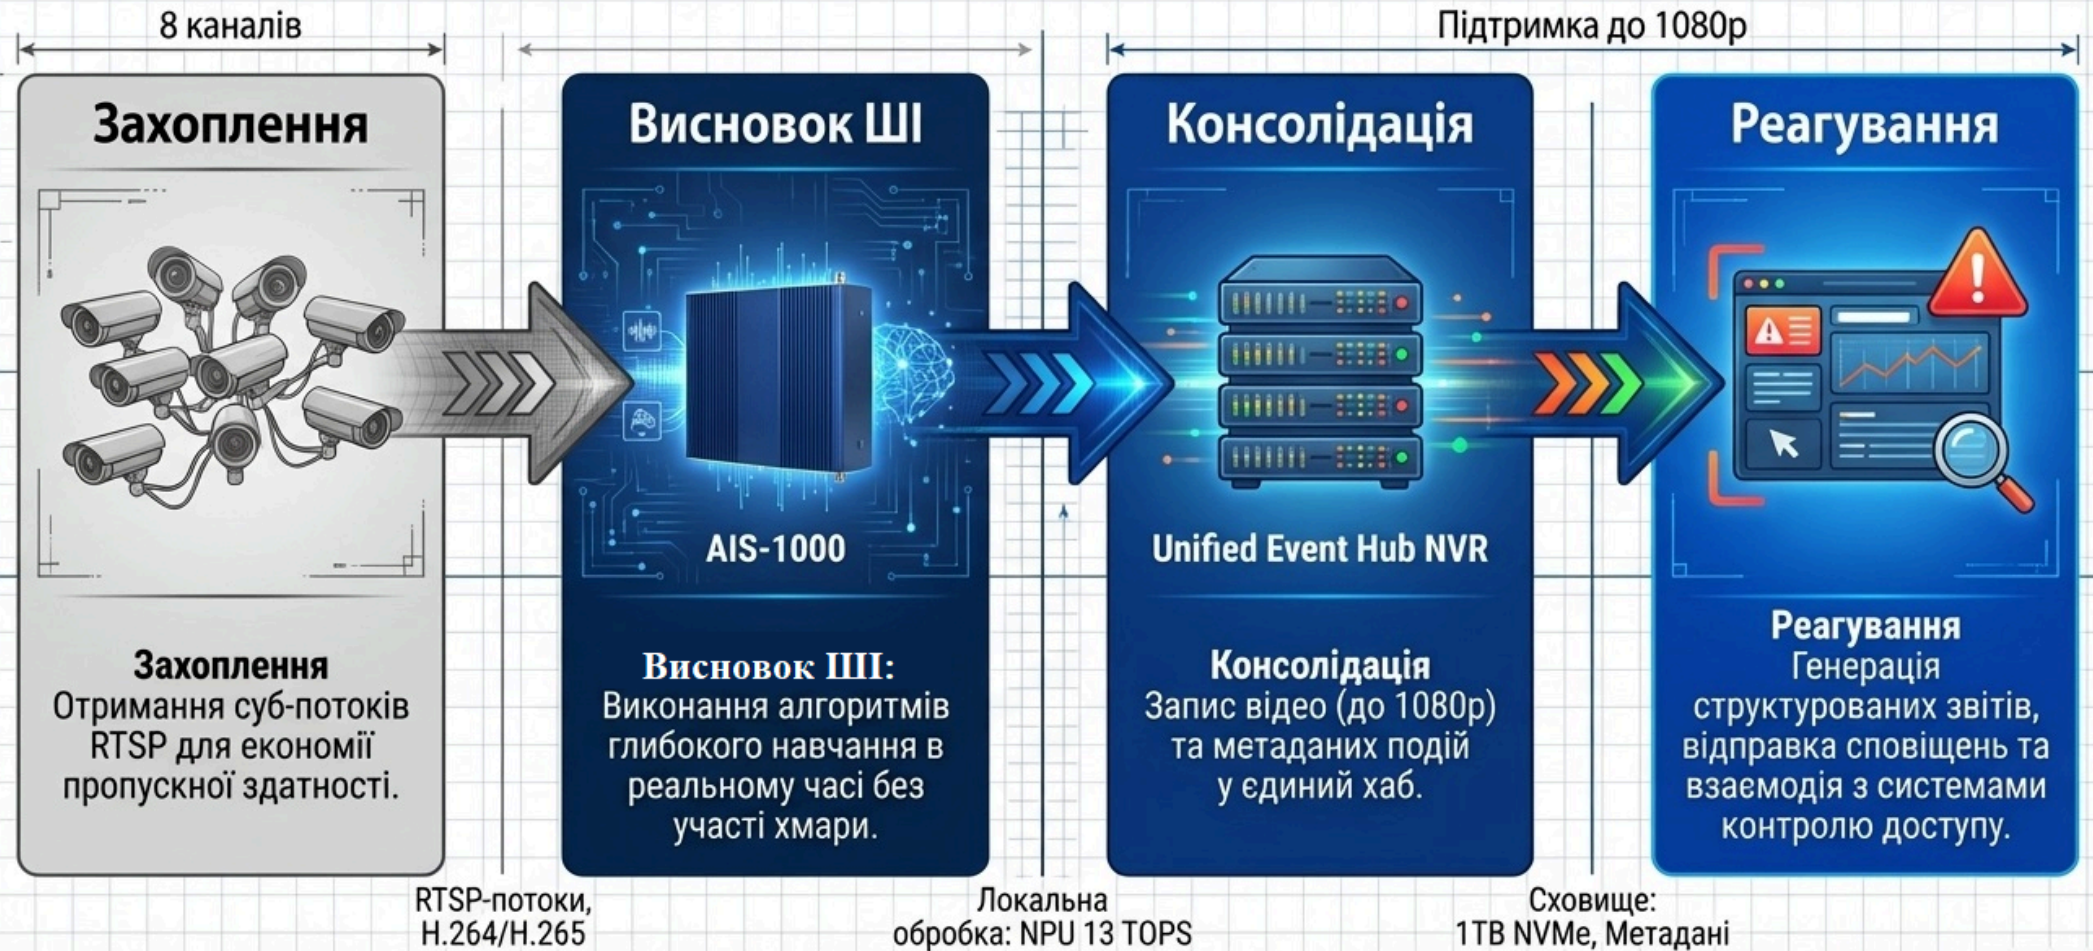 8 каналів
Підтримка до 1080p
Захоплення
Висновок ШІ
Консолідація
Реагування
AIS-1000
Unified Event Hub NVR
Захоплення
Отримання суб-потоків
RTSP для економії
пропускної здатності.
Висновок ШІ:
Виконання алгоритмів
глибокого навчання в
реальному часі без
участі хмари.
Консолідація
Запис відео (до 1080p)
та метаданих подій
у єдиний хаб.
Реагування
Генерація
структурованих звітів,
відправка сповіщень та
взаємодія з системами
контролю доступу.
RTSP-потоки,
H.264/H.265
Локальна
обробка: NPU 13 TOPS
Сховище:
1TB NVMe, Метадані